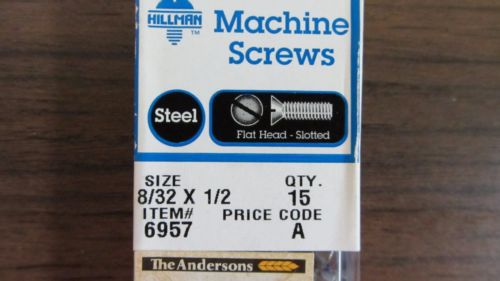 HILLMAN
TM
Machine
Screws
Steel
Flat Head - Slotted
SIZE QTY.
8/32 X 1/2 15
ITEM# PRICE CODE
6957 A
The Andersons